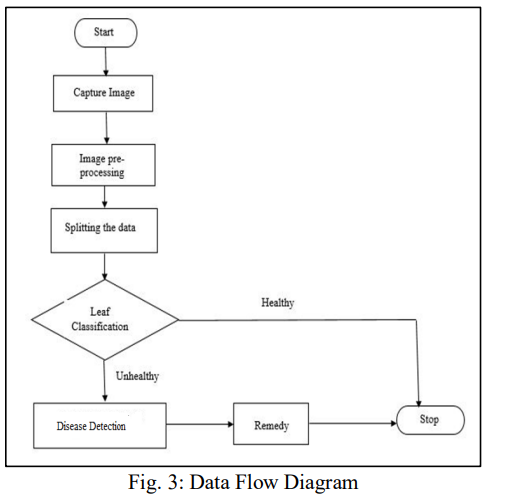 Start
Capture Image
Image pre-
processing
Splitting the data
Leaf
Classification
Healthy
Unhealthy
Disease Detection
Remedy
Stop
Fig. 3: Data Flow Diagram